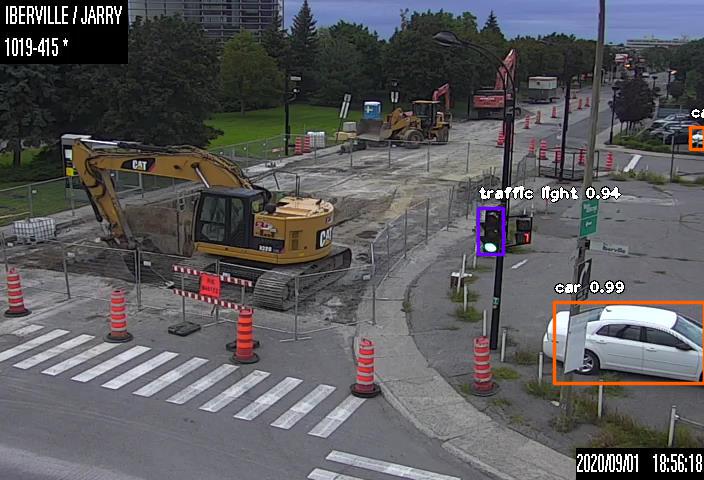 IBERVILLE / JARRY
1019-415 *
ca
traffic light 0.94
CAT
car 0.99
CAT
2020/09/01 18:56:18